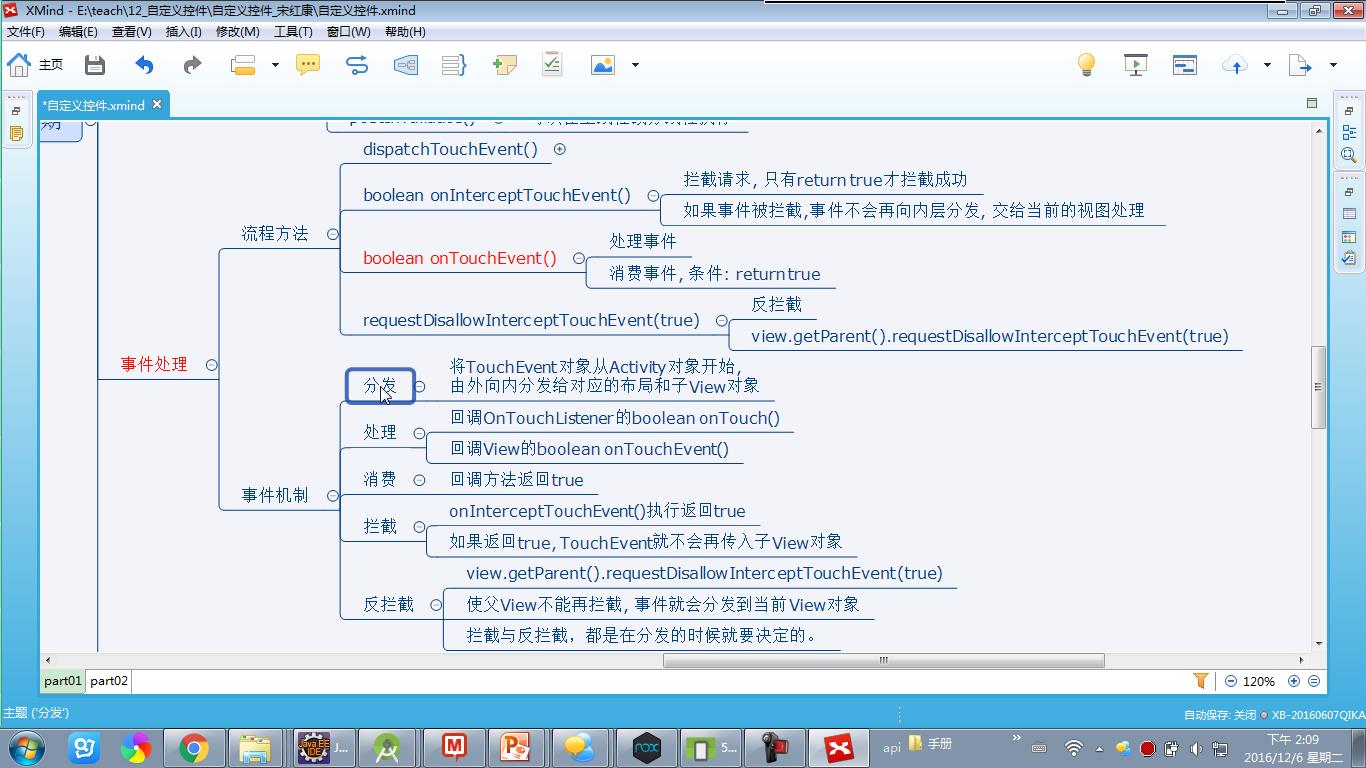 XMind - E:\teach\12_自定义控件\自定义控件_宋红康\自定义控件.xmind
文件(F) 编辑(E) 查看(V) 插入(I) 修改(M) 工具(T) 窗口(W) 帮助(H)
主页
*自定义控件.xmind
期
dispatchTouchEvent()
boolean onInterceptTouchEvent()
拦截请求, 只有return true才拦截成功
如果事件被拦截,事件不会再向内层分发, 交给当前的视图处理
流程方法
boolean onTouchEvent()
处理事件
消费事件, 条件: return true
requestDisallowInterceptTouchEvent(true)
反拦截
view.getParent().requestDisallowInterceptTouchEvent(true)
事件处理
分发
将TouchEvent对象从Activity对象开始,
由外向内分发给对应的布局和子View对象
处理
回调OnTouchListener的boolean onTouch()
回调View的boolean onTouchEvent()
消费
回调方法返回true
事件机制
拦截
onInterceptTouchEvent()执行返回true
如果返回true, TouchEvent就不会再传入子View对象
反拦截
view.getParent().requestDisallowInterceptTouchEvent(true)
使父View不能再拦截, 事件就会分发到当前View对象
拦截与反拦截，都是在分发的时候就要决定的。
part01 part02
120%
主题 ('分发')
自动保存: 关闭 XB-20160607QIKA
Java EE IDE J...
5...
api 手册
下午 2:09
2016/12/6 星期二